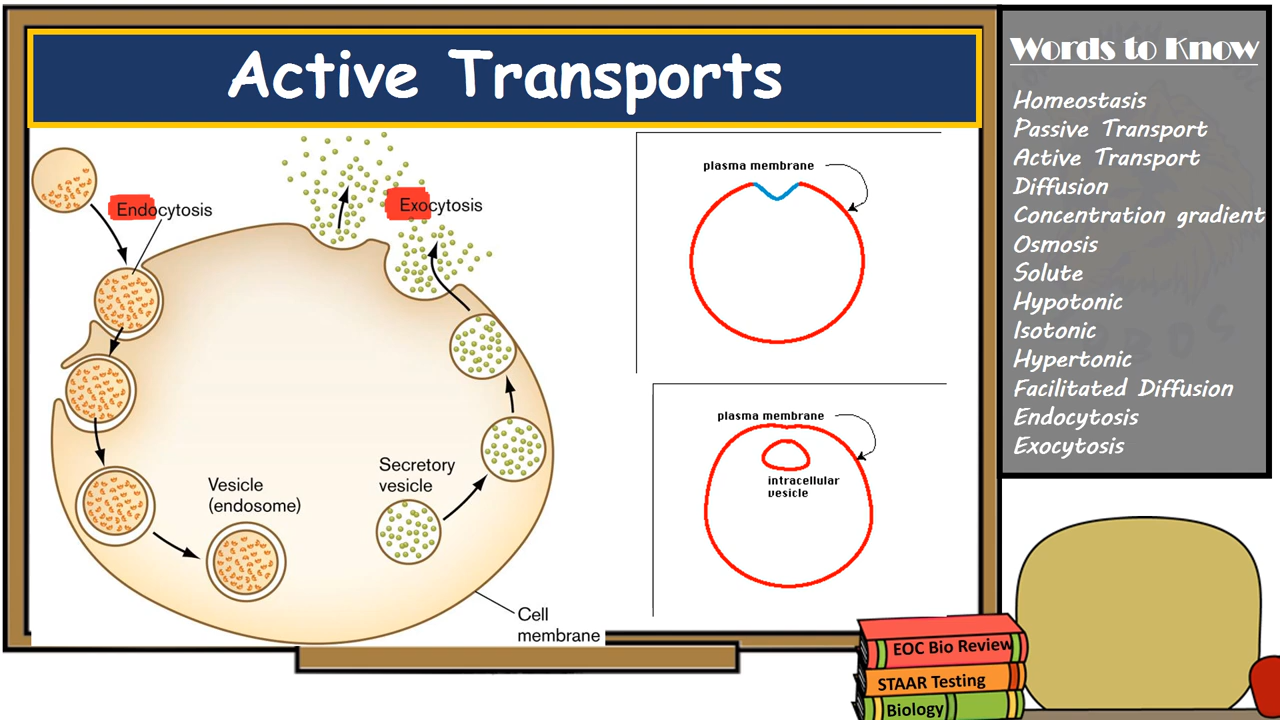 Active Transports
Endocytosis
Exocytosis
Vesicle
(endosome)
Secretory
vesicle
Cell
membrane
plasma membrane
plasma membrane
intracellular
vesicle
Words to Know
Homeostasis
Passive Transport
Active Transport
Diffusion
Concentration gradient
Osmosis
Solute
Hypotonic
Isotonic
Hypertonic
Facilitated Diffusion
Endocytosis
Exocytosis
EOC Bio Review
STAAR Testing
Biology